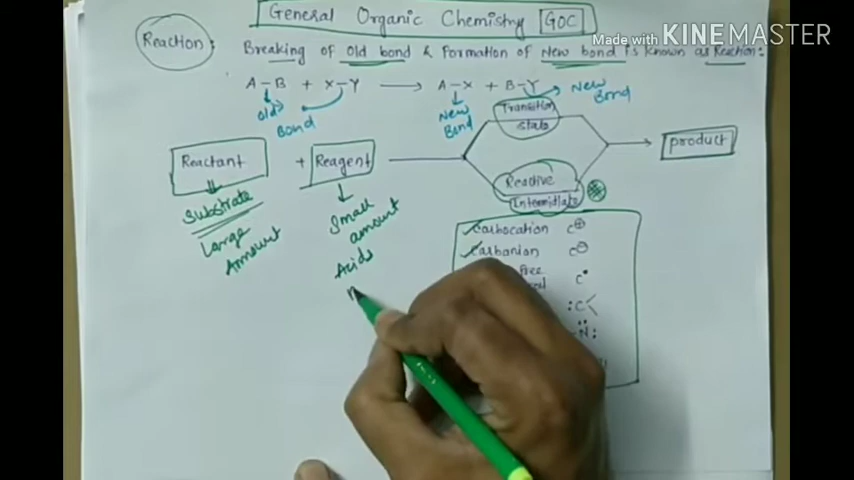 General Organic Chemistry GOC
Made with KINEMASTER
Reaction:
Breaking of Old bond & Formation of New bond is known as Reaction:
A - B + X - Y → A - X + B - Y
Old Bond
New Bond
New Bond
Reactant + Reagent
Transition state
Reactive Intermidiate
product
Substrate
Large Amount
Small amount
Acids
Carbocation C⊕
Carbanion C⊖
free C•
:C<
N: